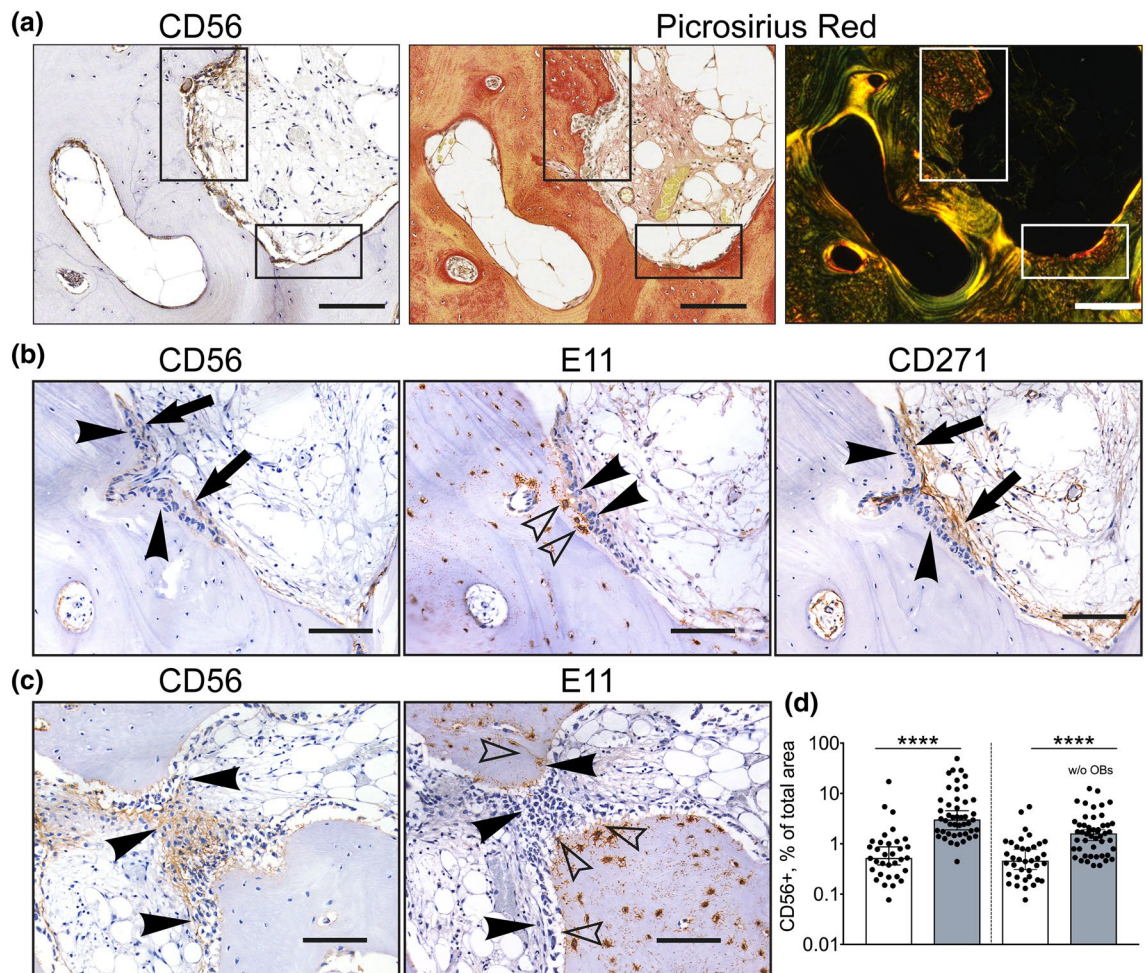 (a)
CD56
Picrosirius Red
(b)
CD56
E11
CD271
(c)
CD56
E11
(d)
CD56+, % of total area
100
10
1
0.1
0.01
****
****
w/o OBs